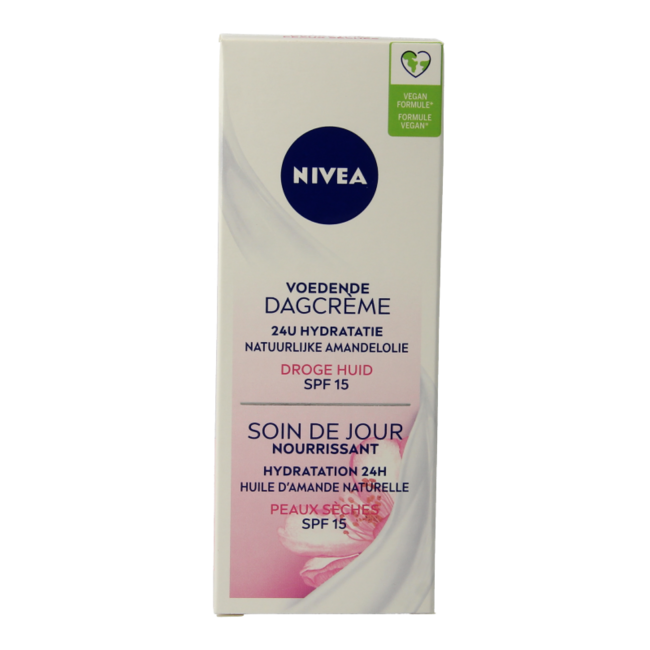 VEGAN
FORMULE*
FORMULE
VEGAN*
NIVEA
VOEDENDE
DAGCRÈME
24U HYDRATATIE
NATUURLIJKE AMANDELOLIE
DROGE HUID
SPF 15
SOIN DE JOUR
NOURRISSANT
HYDRATATION 24H
HUILE D'AMANDE NATURELLE
PEAUX SÈCHES
SPF 15